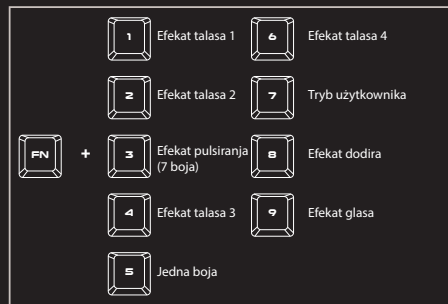 1 Efekat talasa 1
6 Efekat talasa 4
2 Efekat talasa 2
7 Tryb użytkownika
FN + 3 Efekat pulsiranja
(7 boja)
8 Efekat dodira
4 Efekat talasa 3
9 Efekat glasa
5 Jedna boja